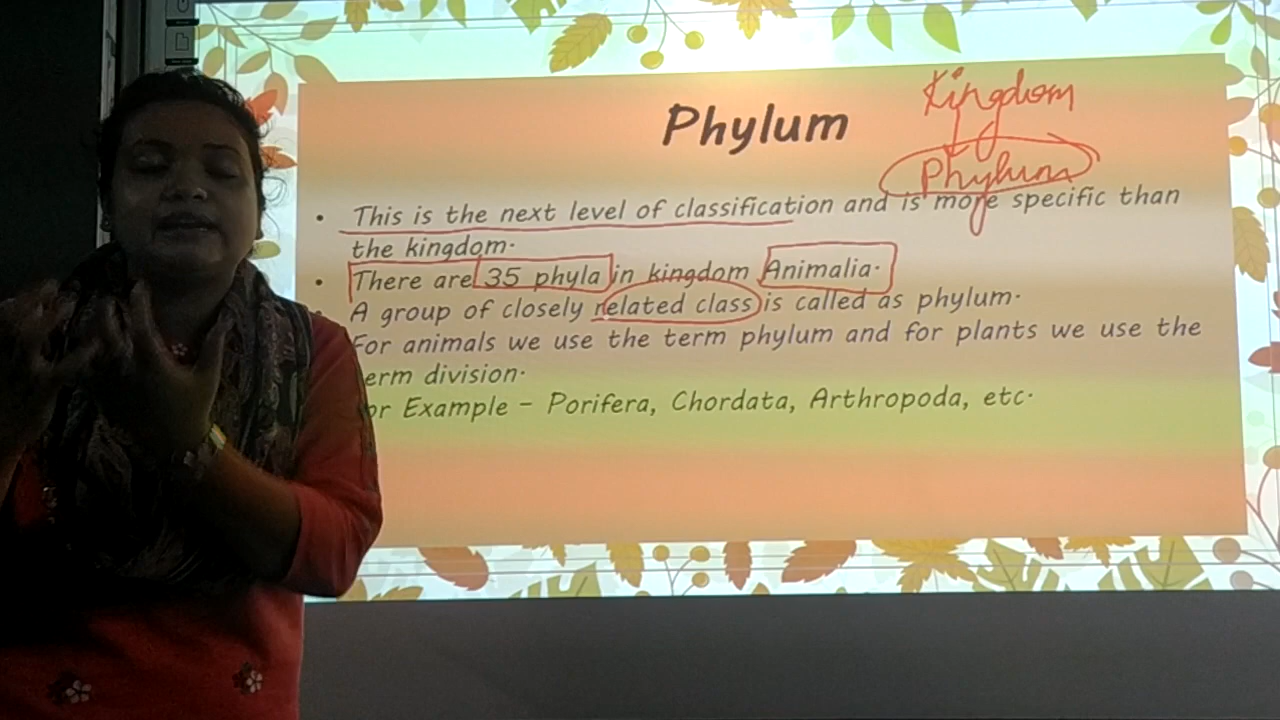 Phylum
Kingdom
Phylum
• This is the next level of classification and is more specific than
the kingdom.
• There are 35 phyla in kingdom Animalia.
A group of closely related class is called as phylum.
For animals we use the term phylum and for plants we use the
erm division.
or Example - Porifera, Chordata, Arthropoda, etc.